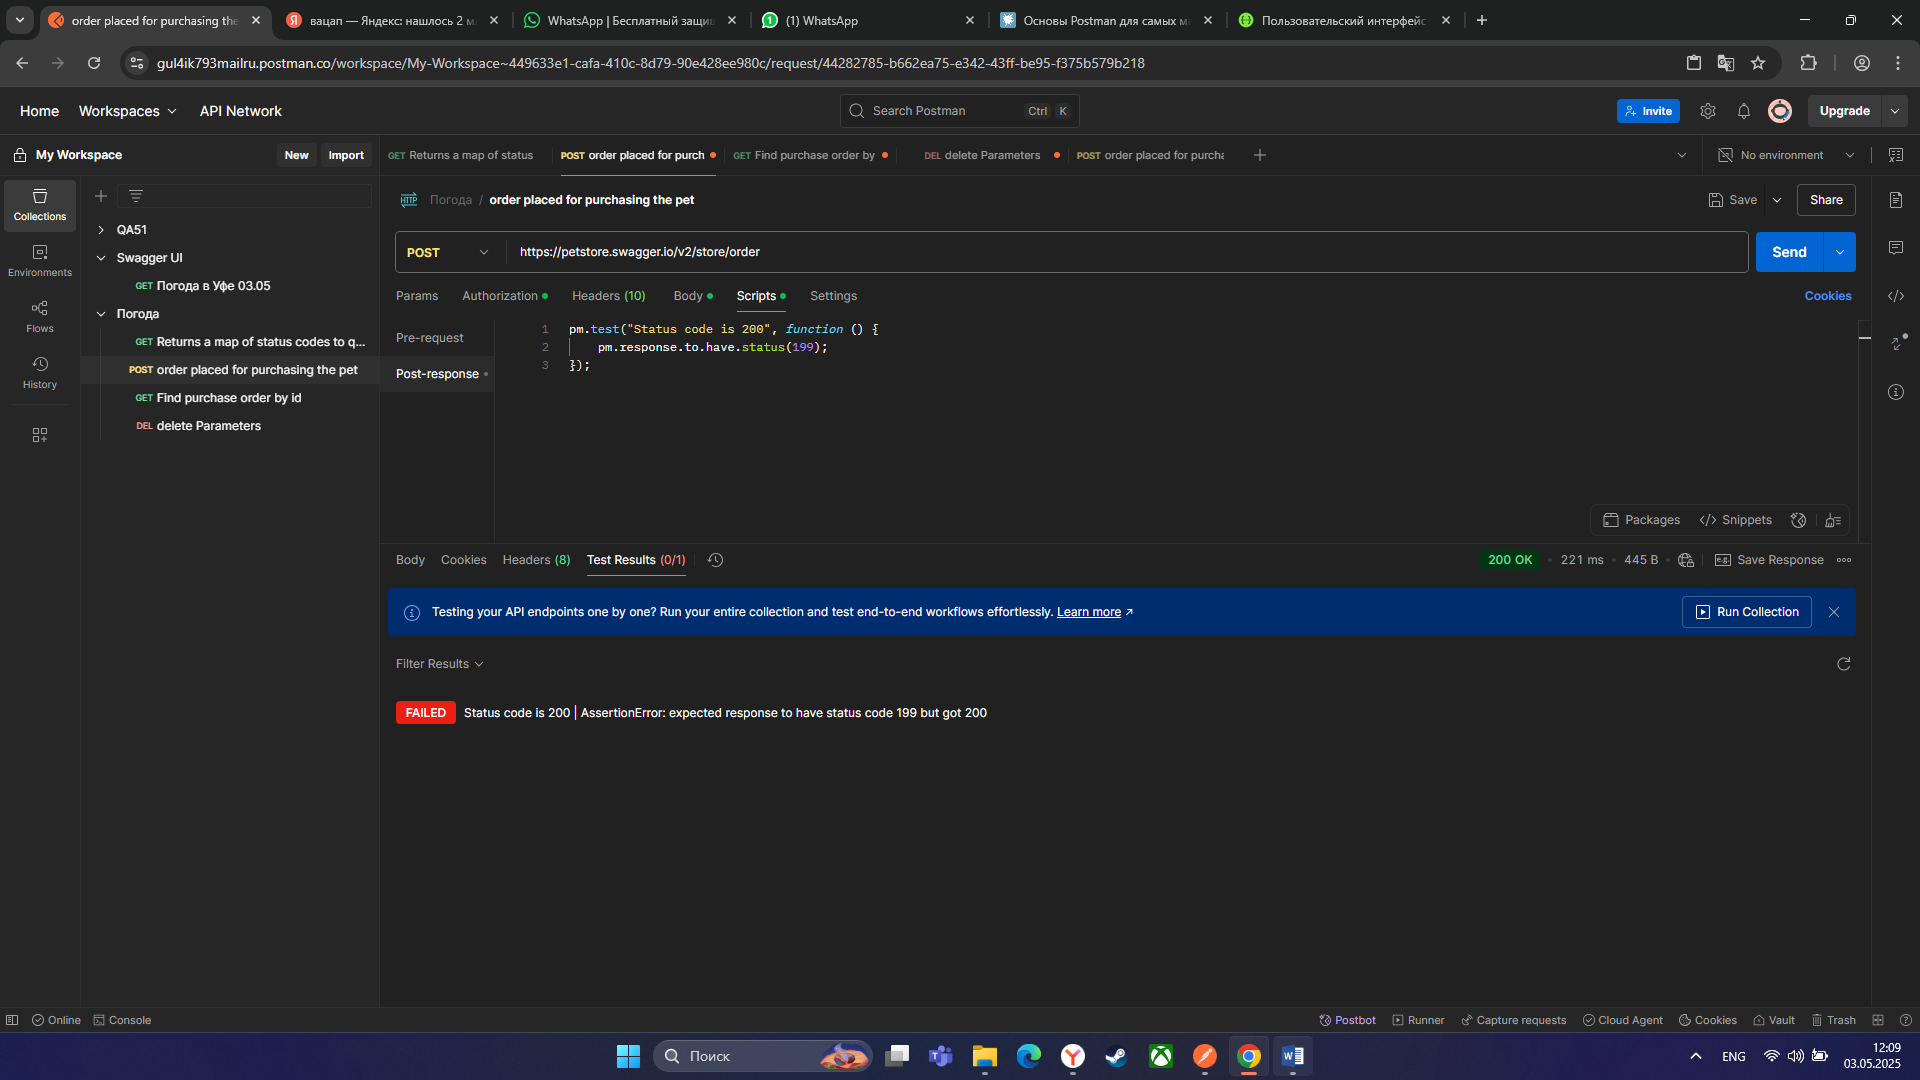 order placed for purchasing the
вацап — Яндекс: нашлось 2 м
WhatsApp | Бесплатный защи
(1) WhatsApp
Основы Postman для самых м
Пользовательский интерфейс
gul4ik793mailru.postman.co/workspace/My-Workspace~449633e1-cafa-410c-8d79-90e428ee980c/request/44282785-b662ea75-e342-43ff-be95-f375b579b218
Home
Workspaces
API Network
Search Postman
Ctrl K
Invite
Upgrade
My Workspace
New
Import
GET Returns a map of status
POST order placed for purch
GET Find purchase order by
DEL delete Parameters
POST order placed for purcha
No environment
Collections
Environments
Flows
History
QA51
Swagger UI
GET Погода в Уфе 03.05
Погода
GET Returns a map of status codes to q...
POST order placed for purchasing the pet
GET Find purchase order by id
DEL delete Parameters
HTTP Погода / order placed for purchasing the pet
Save
Share
POST
https://petstore.swagger.io/v2/store/order
Send
Params
Authorization
Headers (10)
Body
Scripts
Settings
Cookies
Pre-request
Post-response
1 pm.test("Status code is 200", function () {
2 pm.response.to.have.status(199);
3 });
Packages
Snippets
Body
Cookies
Headers (8)
Test Results (0/1)
200 OK
221 ms
445 B
e.g. Save Response
Testing your API endpoints one by one? Run your entire collection and test end-to-end workflows effortlessly. Learn more
Run Collection
Filter Results
FAILED Status code is 200 | AssertionError: expected response to have status code 199 but got 200
Online
Console
Postbot
Runner
Capture requests
Cloud Agent
Cookies
Vault
Trash
Поиск
ENG
12:09
03.05.2025